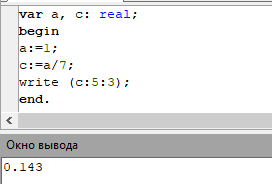 var a, c: real;
begin
a:=1;
c:=a/7;
write (c:5:3);
end.
Окно вывода
0.143